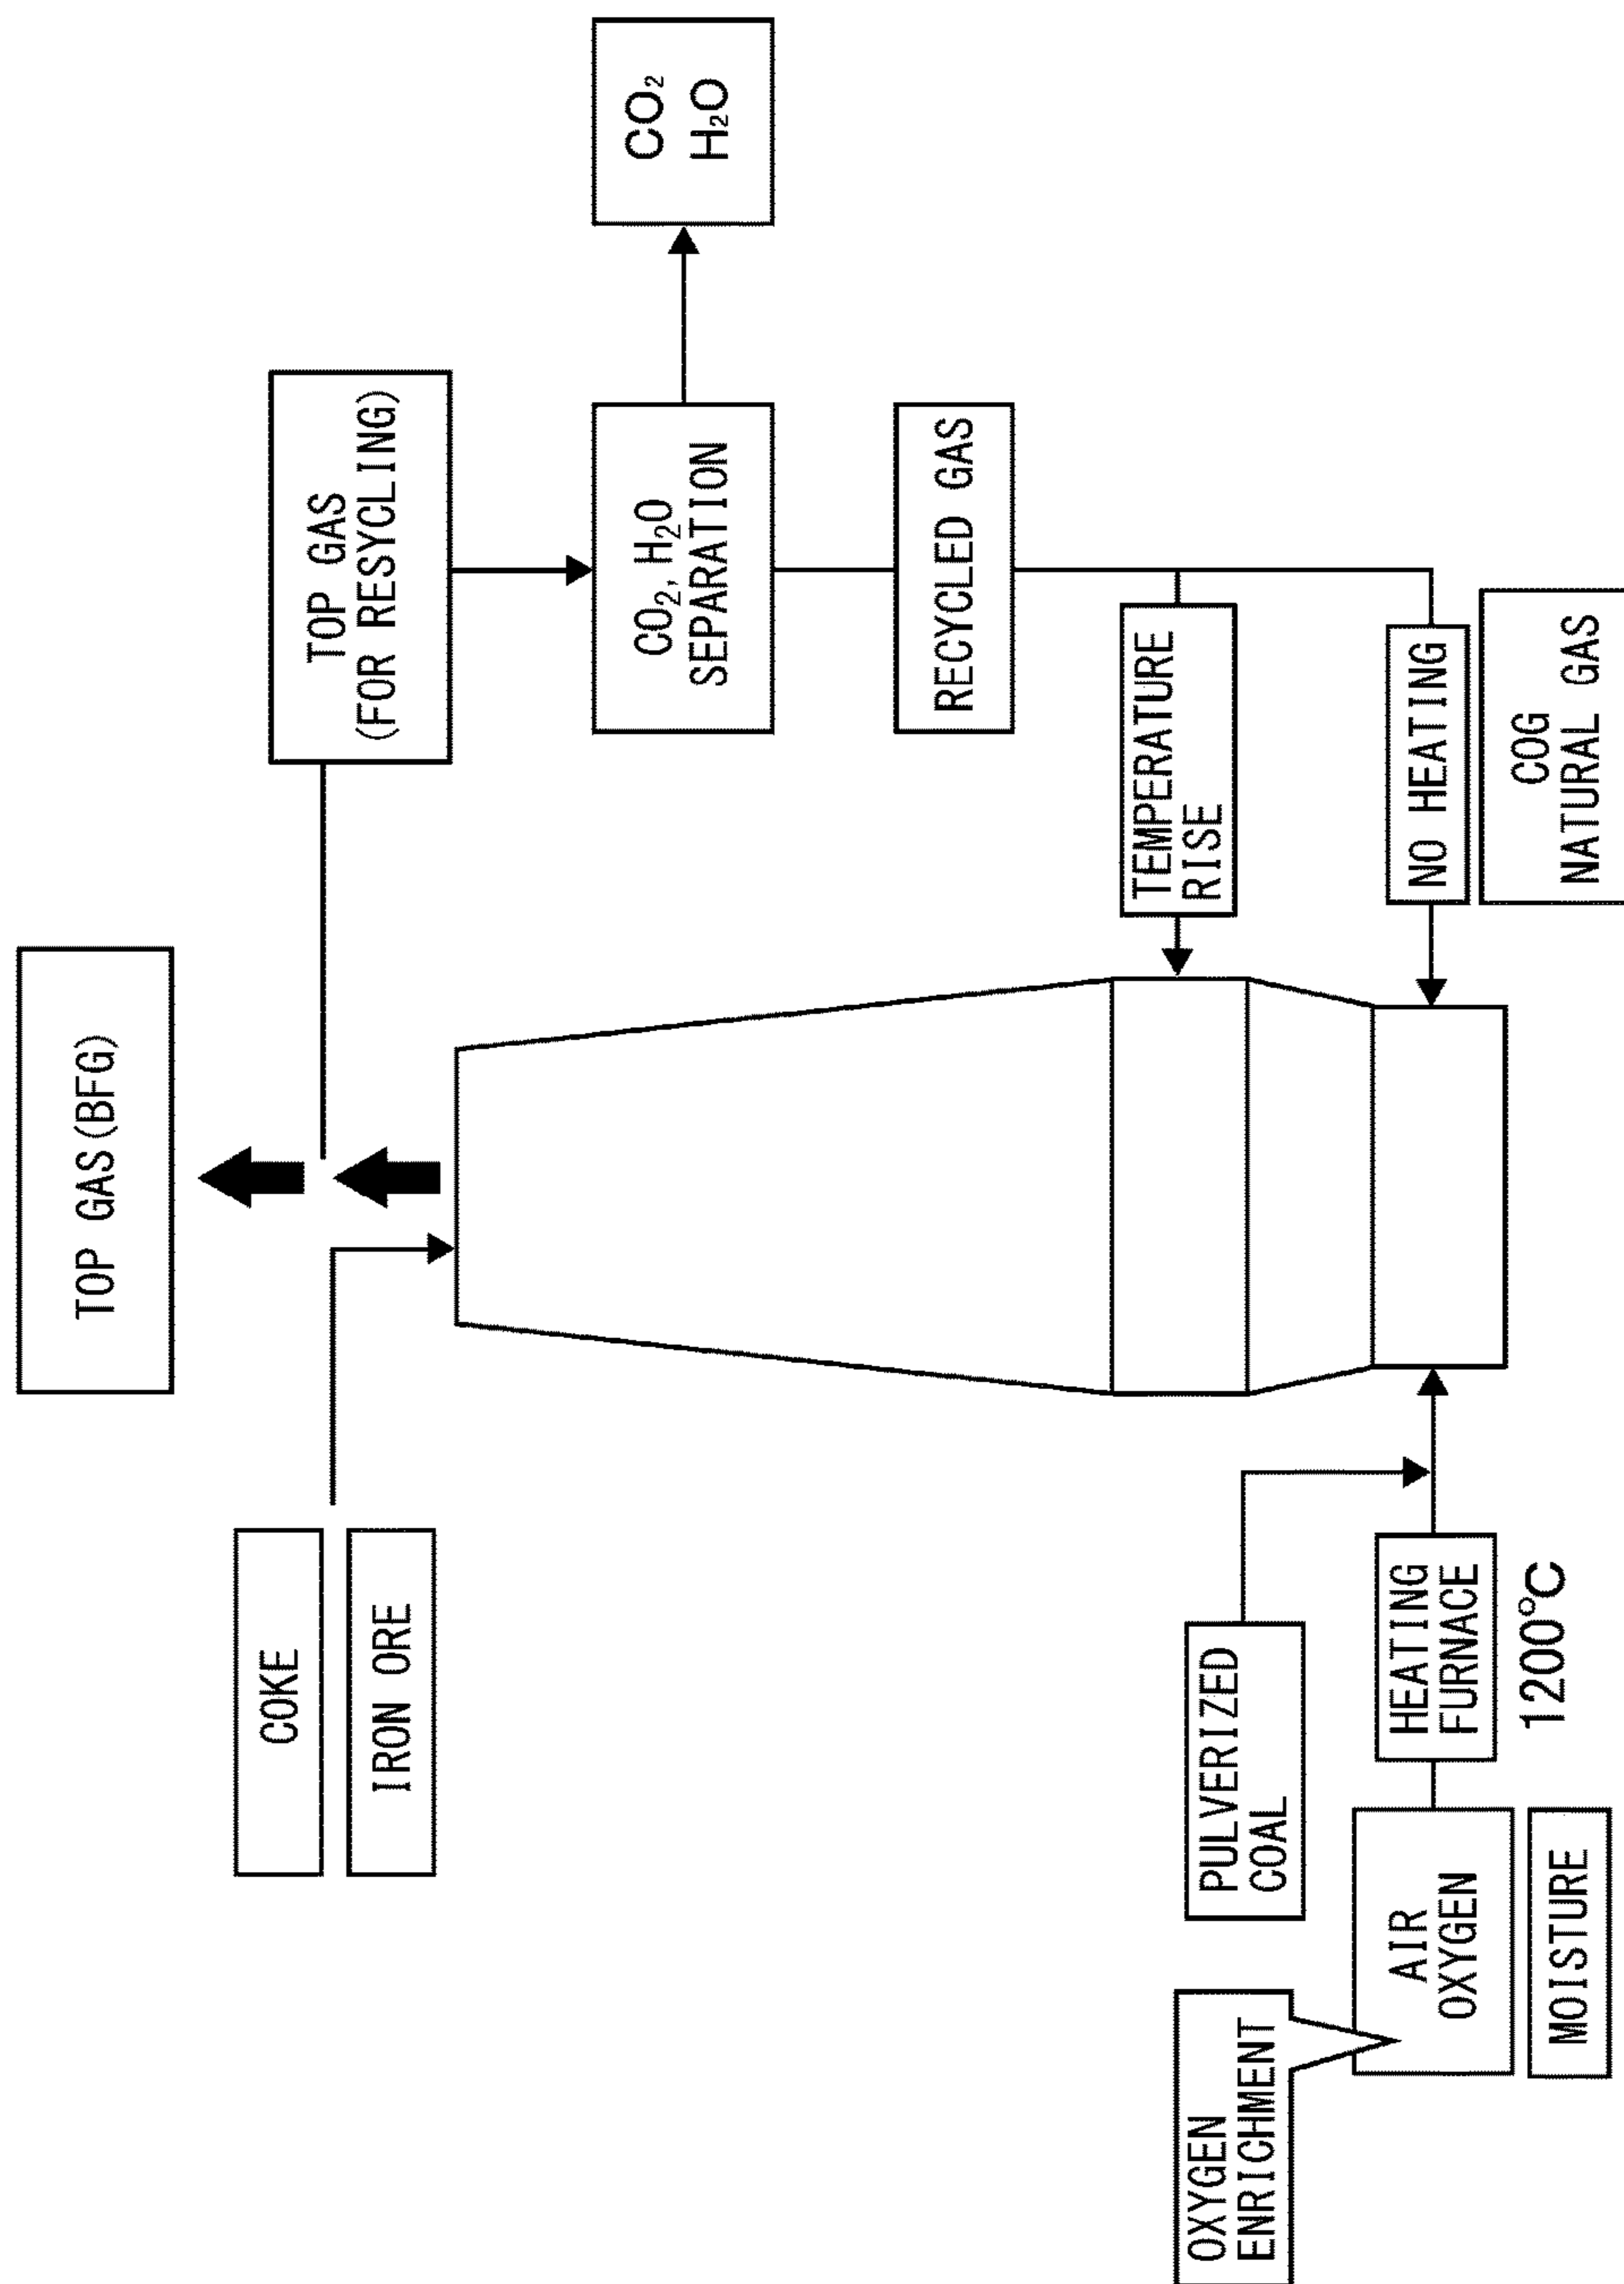 TOP GAS(BFG)
COKE
IRON ORE
TOP GAS
(FOR RESYCLING)
CO₂, H₂O
SEPARATION
CO₂
H₂O
RECYCLED GAS
TEMPERATURE
RISE
NO HEATING
COG
NATURAL GAS
PULVERIZED
COAL
HEATING
FURNACE
1200°C
OXYGEN
ENRICHMENT
AIR
OXYGEN
MOISTURE